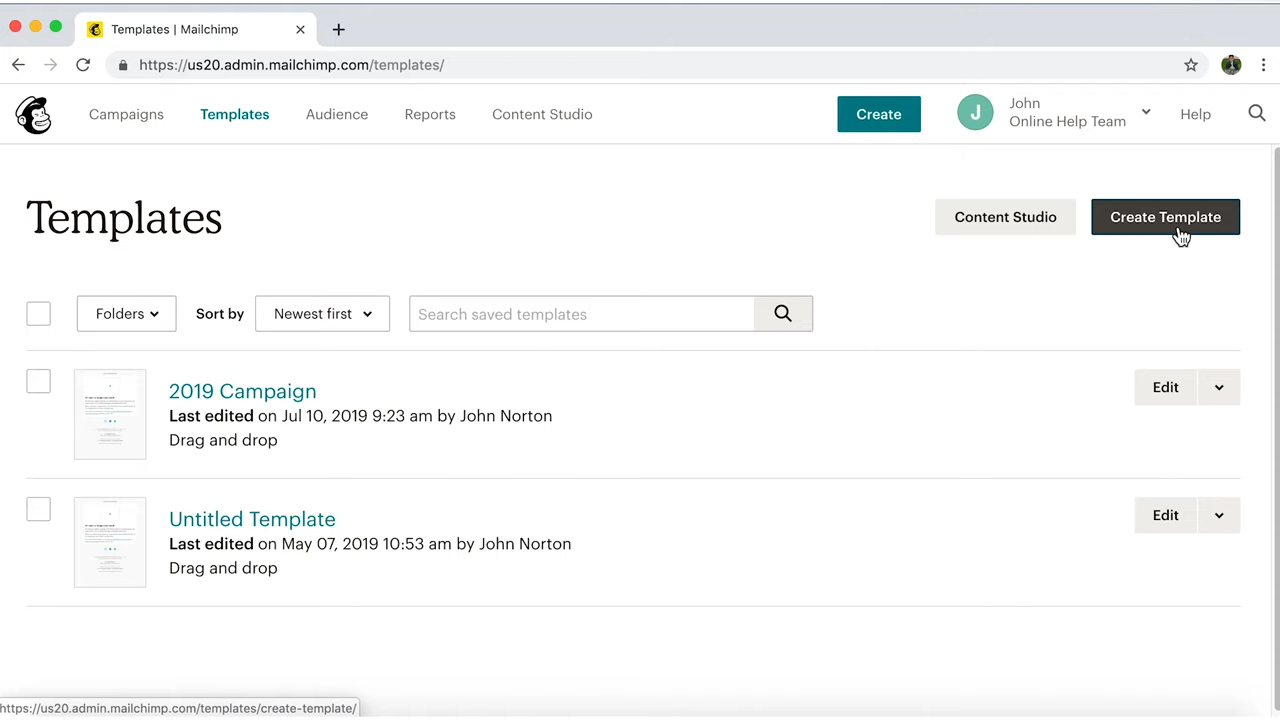 Templates | Mailchimp
https://us20.admin.mailchimp.com/templates/
Campaigns Templates Audience Reports Content Studio Create J John Help
Online Help Team
Templates
Content Studio Create Template
Folders Sort by Newest first Search saved templates
2019 Campaign
Last edited on Jul 10, 2019 9:23 am by John Norton
Drag and drop
Edit
Untitled Template
Last edited on May 07, 2019 10:53 am by John Norton
Drag and drop
Edit
https://us20.admin.mailchimp.com/templates/create-template/